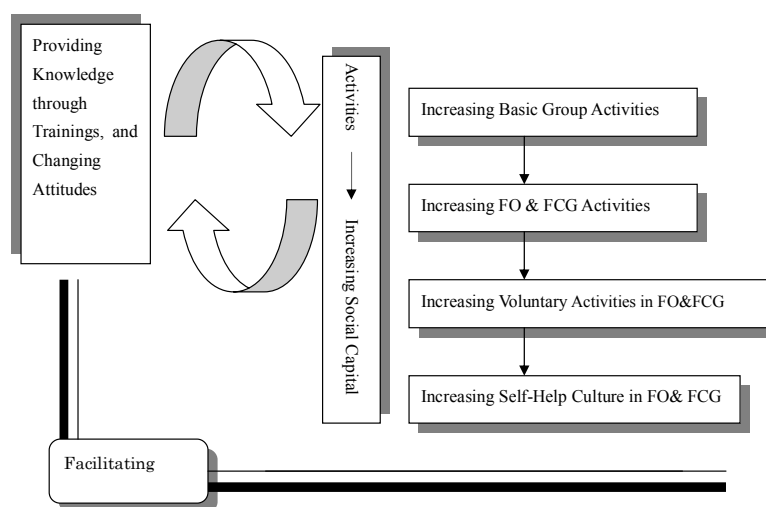 Providing
Knowledge
through
Trainings, and
Changing
Attitudes
Activities → Increasing Social Capital
Increasing Basic Group Activities
Increasing FO & FCG Activities
Increasing Voluntary Activities in FO&FCG
Increasing Self-Help Culture in FO& FCG
Facilitating